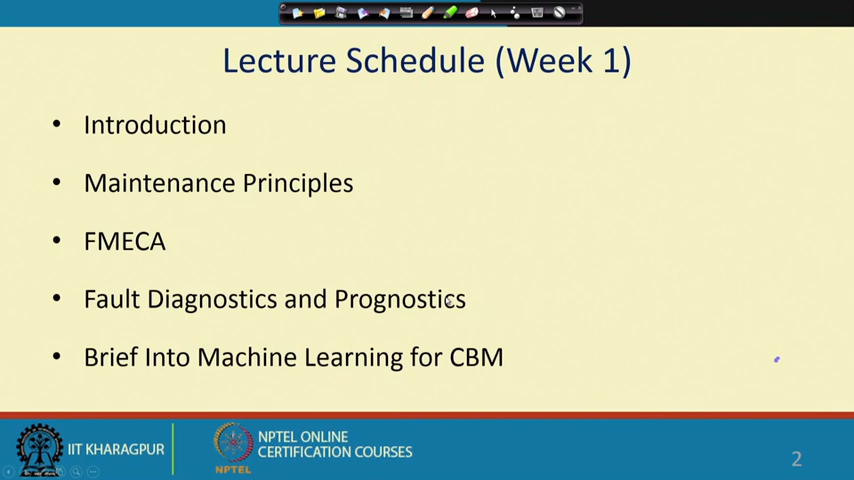 Lecture Schedule (Week 1)
• Introduction
• Maintenance Principles
• FMECA
• Fault Diagnostics and Prognostics
• Brief Into Machine Learning for CBM
IIT KHARAGPUR
NPTEL
NPTEL ONLINE
CERTIFICATION COURSES
2